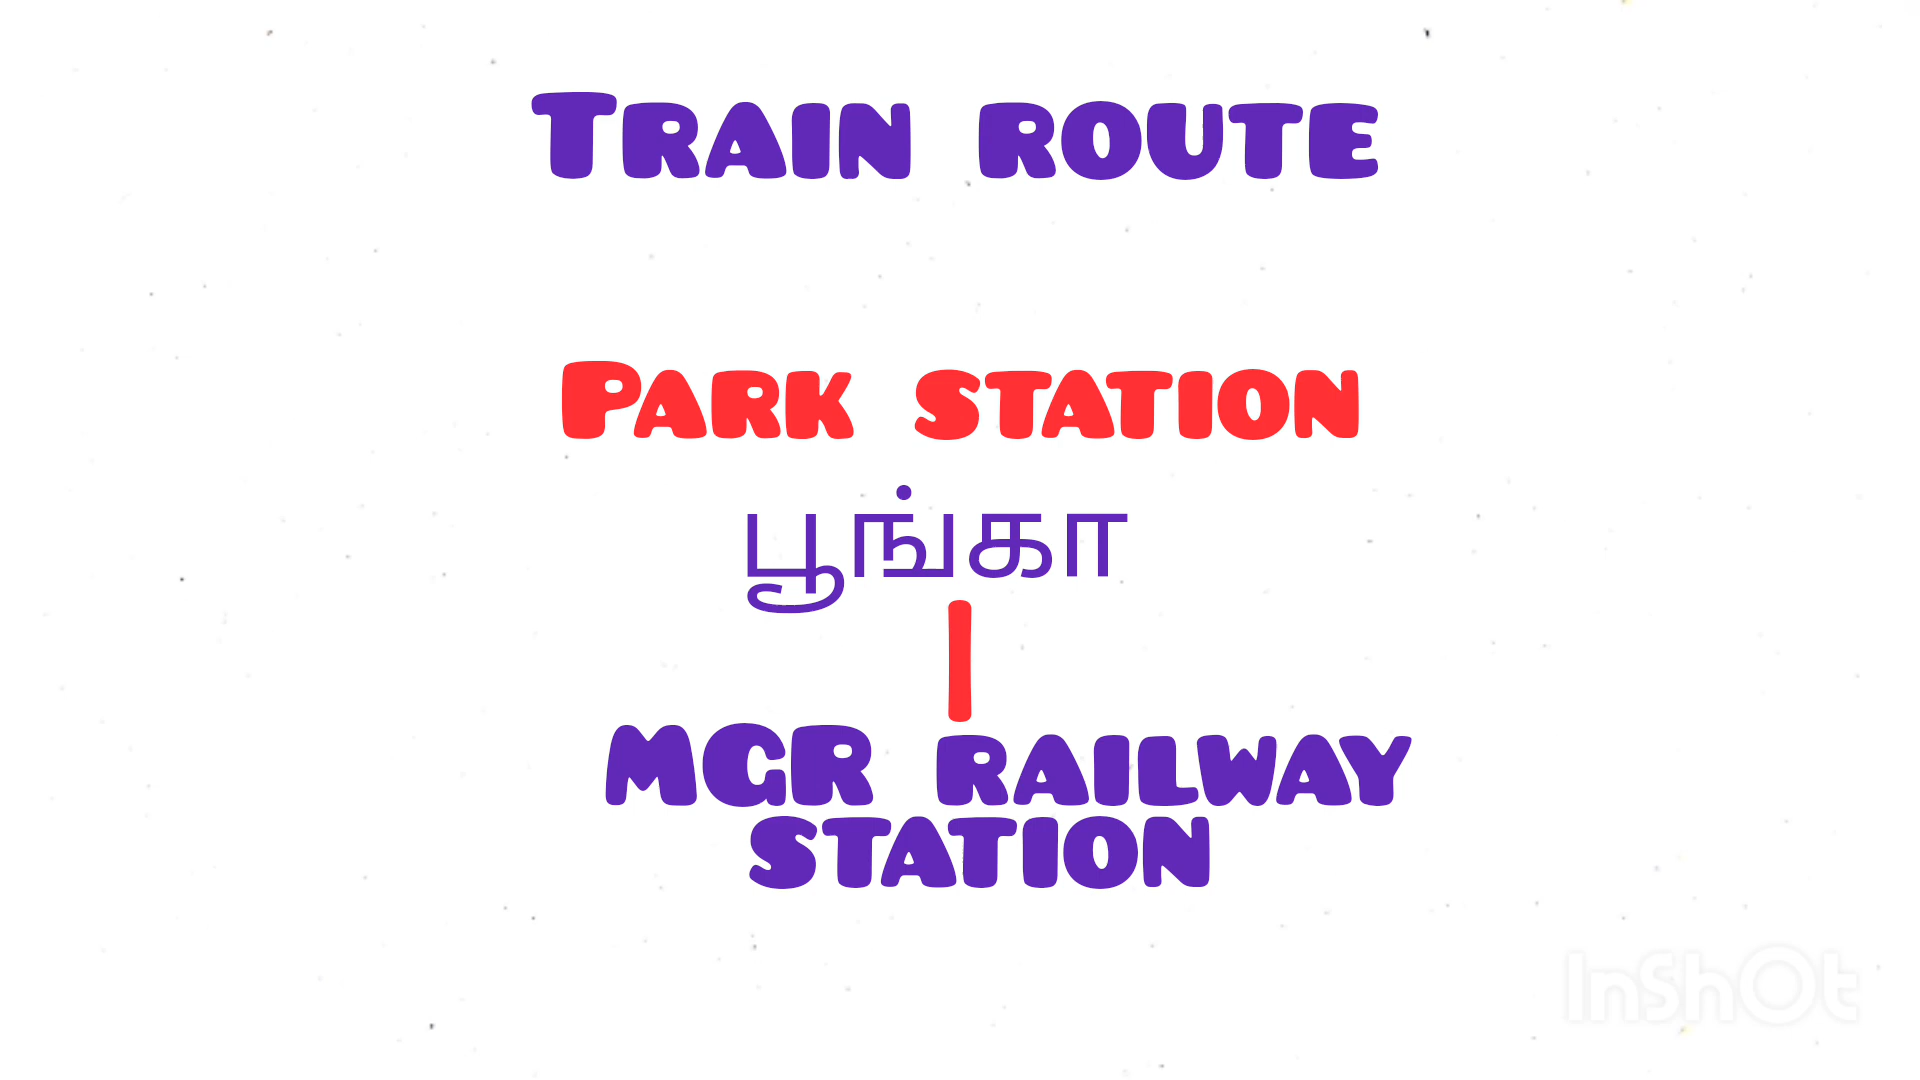 Train route
Park station
பூங்கா
|
MGR railway
station
InShOt